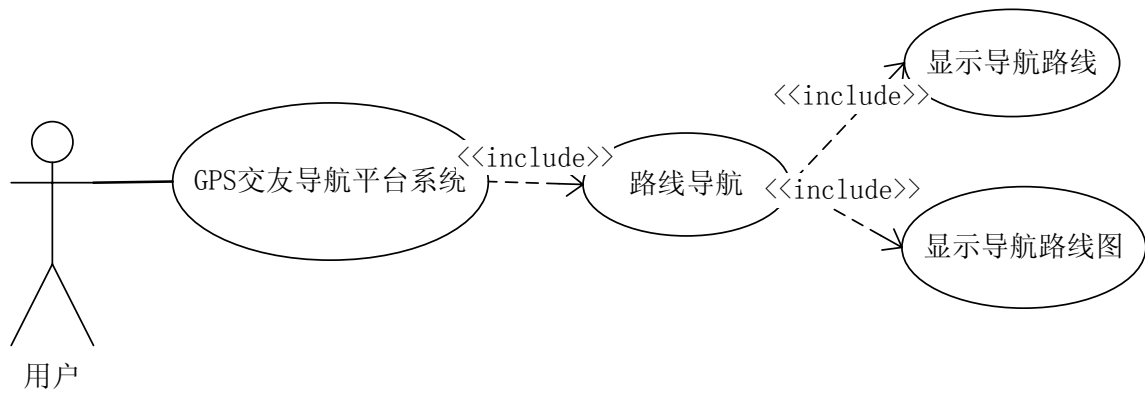 显示导航路线
<<include>>
GPS交友导航平台系统
<<include>>
路线导航
<<include>>
显示导航路线图
用户